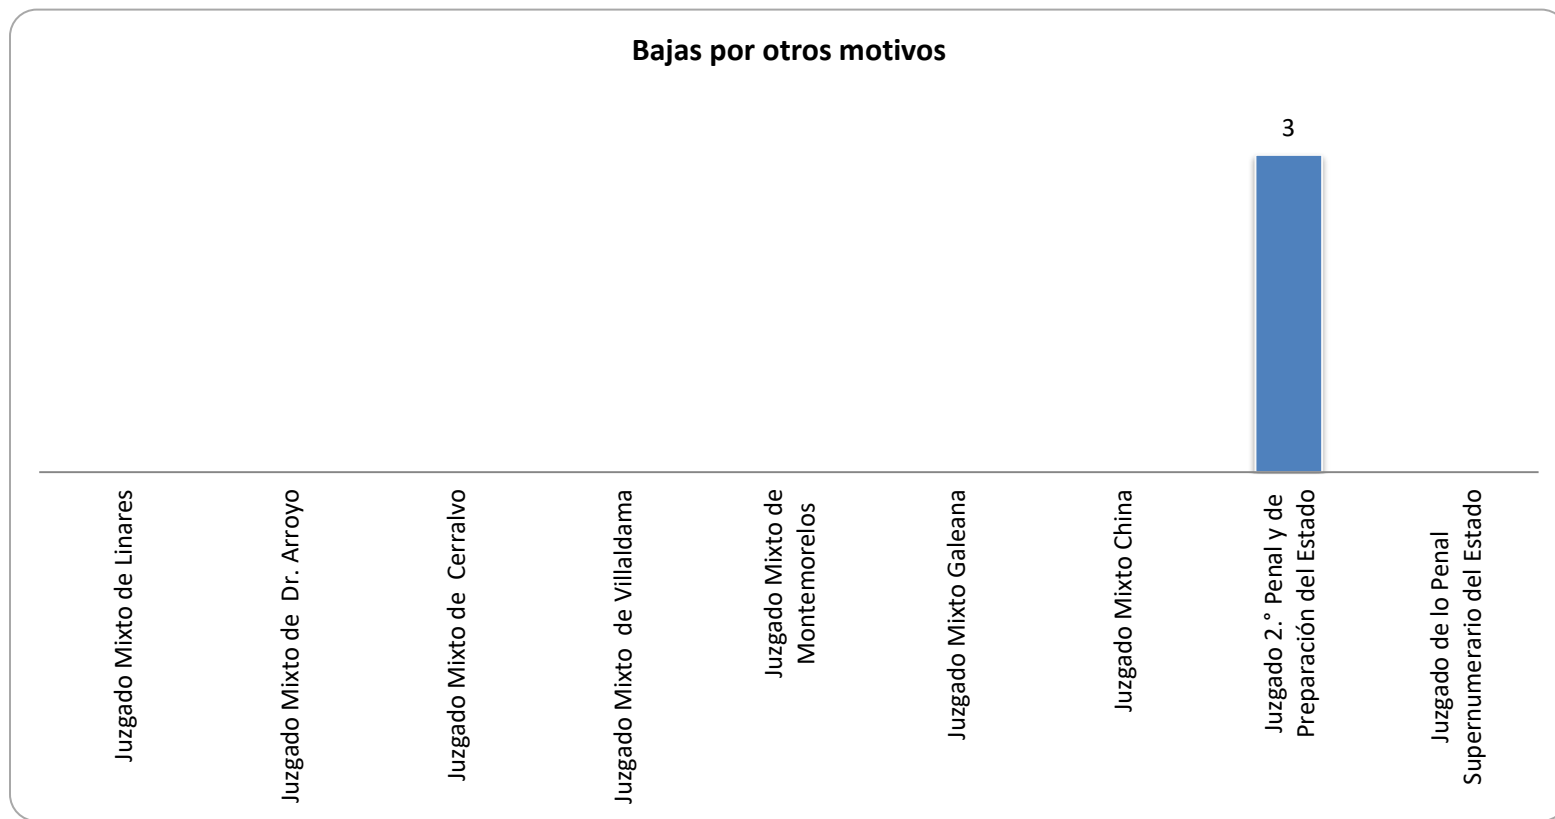 Bajas por otros motivos
3
Juzgado Mixto de Linares
Juzgado Mixto de  Dr. Arroyo
Juzgado Mixto de Cerralvo
Juzgado Mixto  de Villaldama
Juzgado Mixto de
Montemorelos
Juzgado Mixto Galeana
Juzgado Mixto China
Juzgado 2.° Penal y de
Preparación del Estado
Juzgado de lo Penal
Supernumerario del Estado